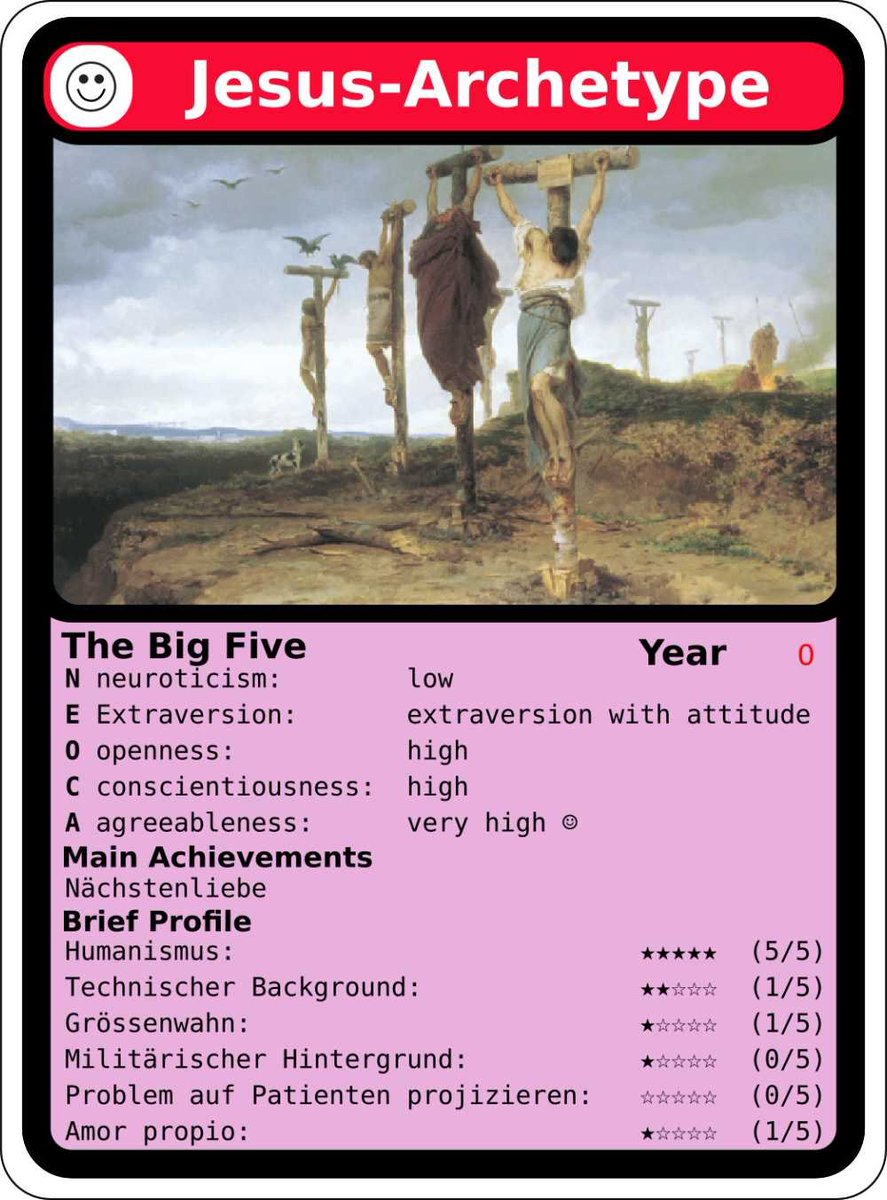 Jesus-Archetype
The Big Five
Year 0
N neuroticism: low
E Extraversion: extraversion with attitude
O openness: high
C conscientiousness: high
A agreeableness: very high ☺
Main Achievements
Nächstenliebe
Brief Profile
Humanismus: ★★★★★ (5/5)
Technischer Background: ★★☆☆☆ (1/5)
Grössenwahn: ★☆☆☆☆ (1/5)
Militärischer Hintergrund: ★☆☆☆☆ (0/5)
Problem auf Patienten projizieren: ☆☆☆☆☆ (0/5)
Amor propio: ★☆☆☆☆ (1/5)